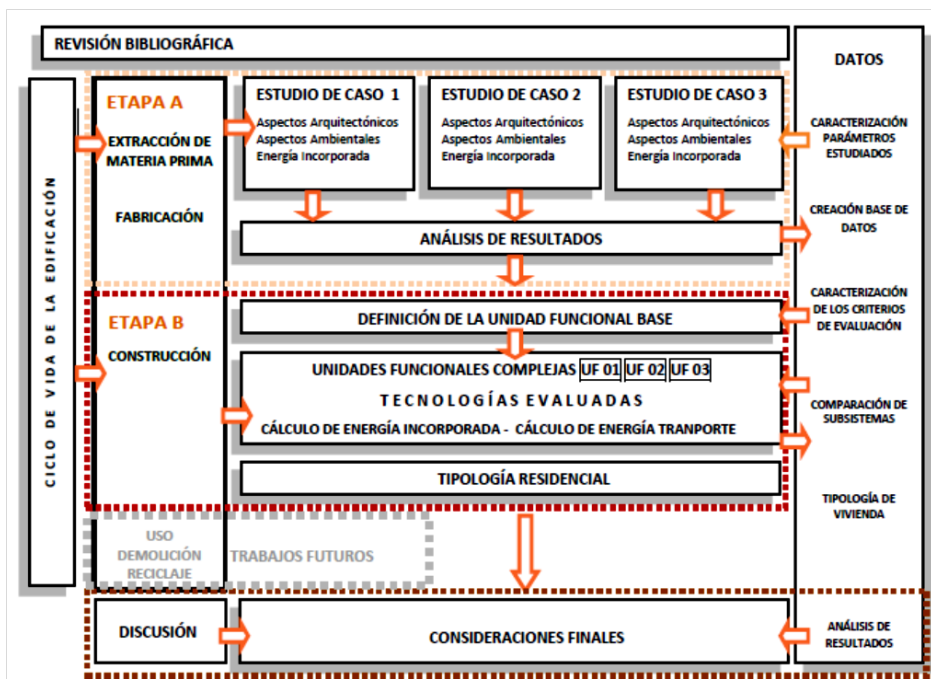 REVISIÓN BIBLIOGRÁFICA
DATOS
CICLO DE VIDA DE LA EDIFICACIÓN
ETAPA A
EXTRACCIÓN DE
MATERIA PRIMA
FABRICACIÓN
ESTUDIO DE CASO 1
Aspectos Arquitectónicos
Aspectos Ambientales
Energía Incorporada
ESTUDIO DE CASO 2
Aspectos Arquitectónicos
Aspectos Ambientales
Energía Incorporada
ESTUDIO DE CASO 3
Aspectos Arquitectónicos
Aspectos Ambientales
Energía Incorporada
CARACTERIZACIÓN
PARÁMETROS
ESTUDIADOS
ANÁLISIS DE RESULTADOS
CREACIÓN BASE DE
DATOS
ETAPA B
CONSTRUCCIÓN
DEFINICIÓN DE LA UNIDAD FUNCIONAL BASE
CARACTERIZACIÓN
DE LOS CRITERIOS
DE EVALUACIÓN
UNIDADES FUNCIONALES COMPLEJAS UF 01 UF 02 UF 03
TECNOLOGÍAS EVALUADAS
CÁLCULO DE ENERGÍA INCORPORADA - CÁLCULO DE ENERGÍA TRANPORTE
COMPARACIÓN DE
SUBSISTEMAS
TIPOLOGÍA RESIDENCIAL
TIPOLOGÍA DE
VIVIENDA
USO
DEMOLICIÓN
RECICLAJE
TRABAJOS FUTUROS
DISCUSIÓN
CONSIDERACIONES FINALES
ANÁLISIS DE
RESULTADOS